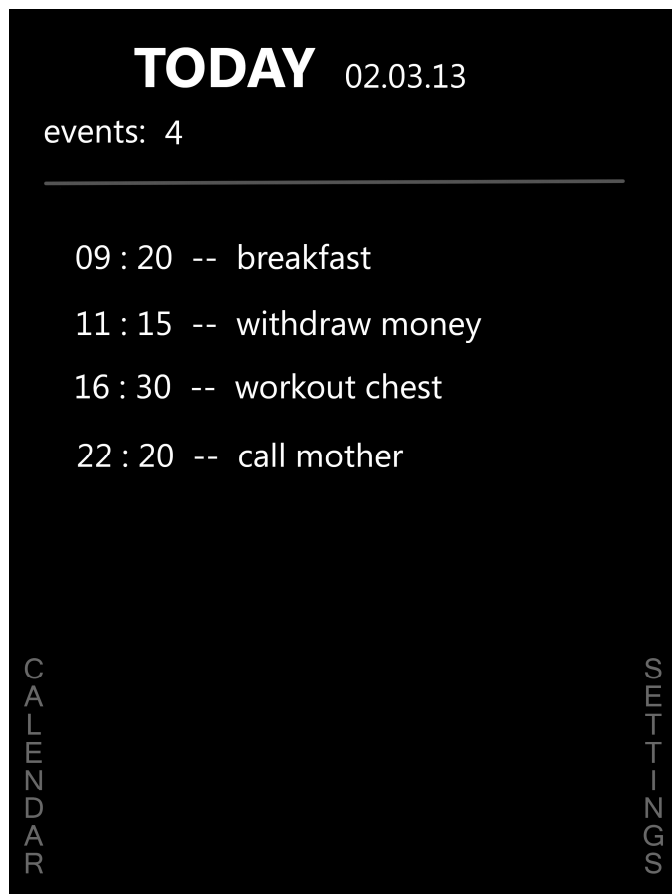 TODAY 02.03.13
events: 4
09 : 20 -- breakfast
11 : 15 -- withdraw money
16 : 30 -- workout chest
22 : 20 -- call mother
CALENDAR
SETTINGS